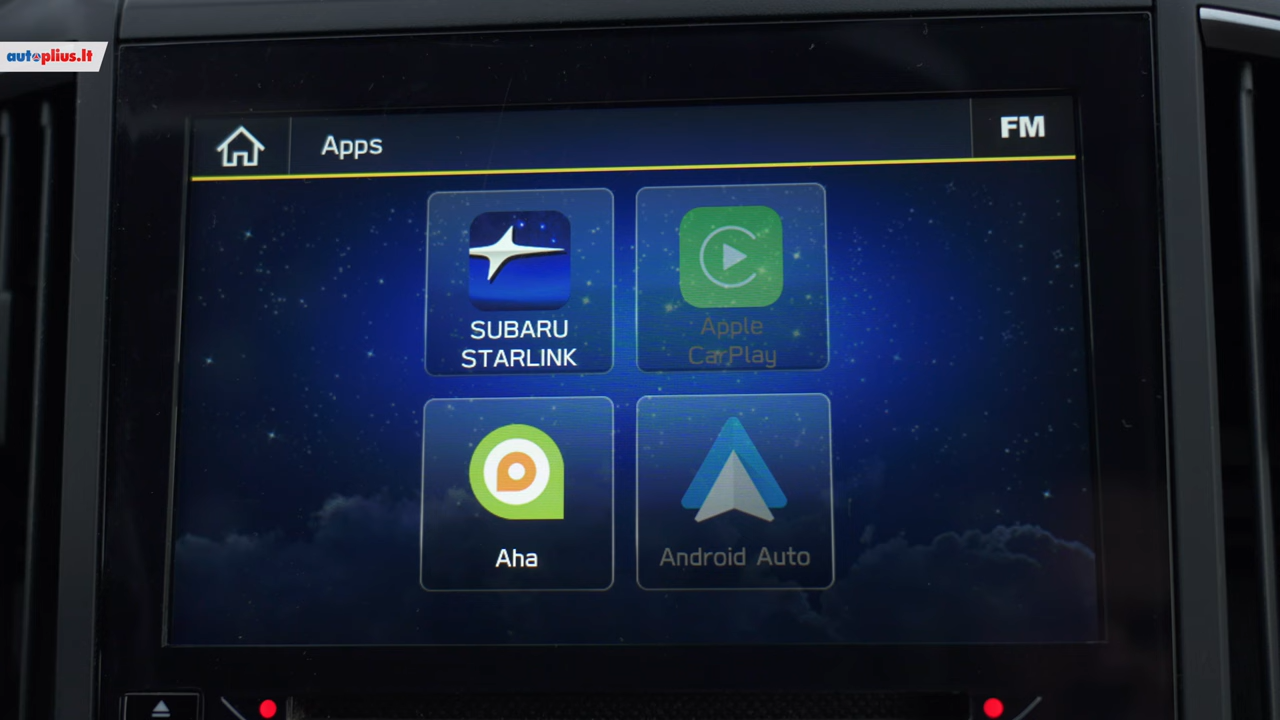 autoplius.lt
Apps
FM
SUBARU
STARLINK
Apple
CarPlay
Aha
Android Auto